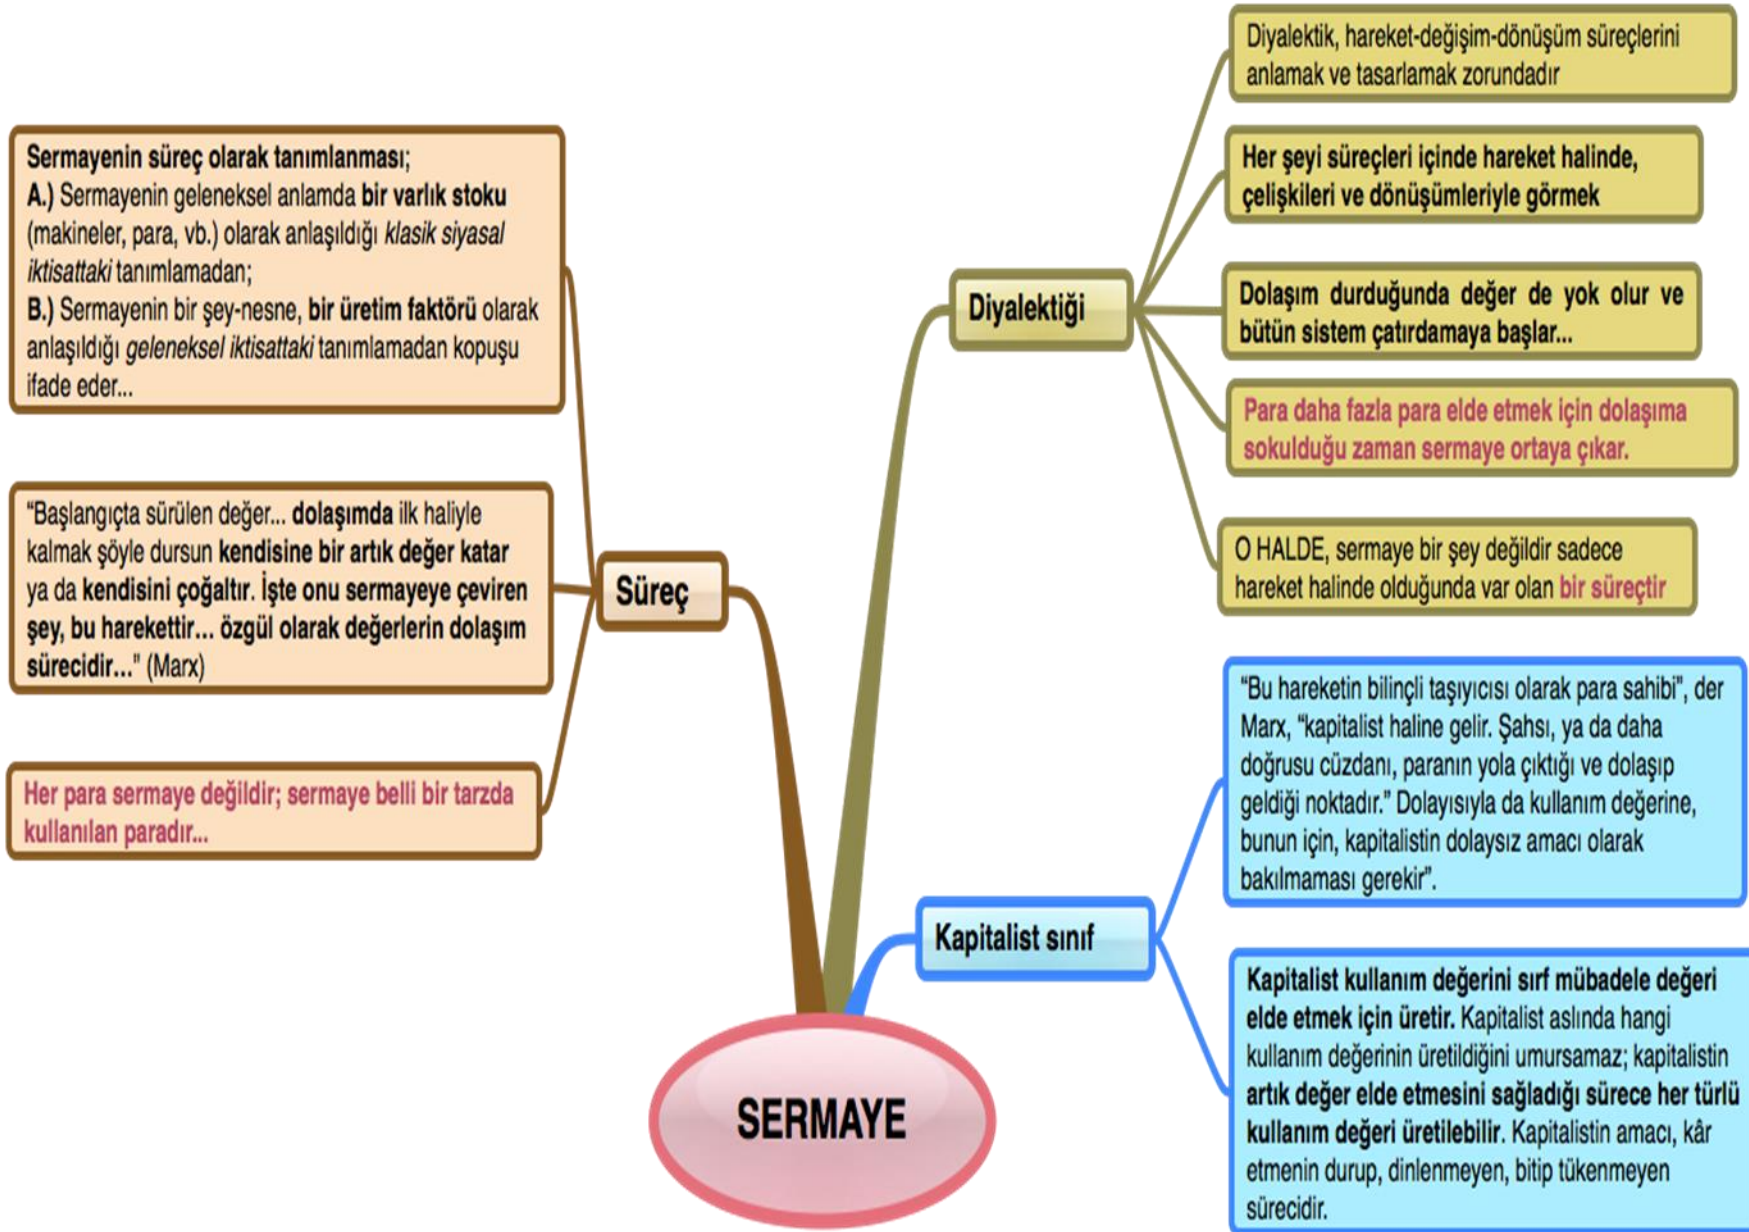 Sermayenin süreç olarak tanımlanması;
A.) Sermayenin geleneksel anlamda bir varlık stoku
(makineler, para, vb.) olarak anlaşıldığı klasik siyasal
iktisattaki tanımlamadan;
B.) Sermayenin bir şey-nesne, bir üretim faktörü olarak
anlaşıldığı geleneksel iktisattaki tanımlamadan kopuşu
ifade eder...
“Başlangıçta sürülen değer... dolaşımda ilk haliyle
kalmak şöyle dursun kendisine bir artık değer katar
ya da kendisini çoğaltır. İşte onu sermayeye çeviren
şey, bu harekettir... özgül olarak değerlerin dolaşım
sürecidir...” (Marx)
Her para sermaye değildir; sermaye belli bir tarzda
kullanılan paradır...
Süreç
Diyalektiği
Diyalektik, hareket-değişim-dönüşüm süreçlerini
anlamak ve tasarlamak zorundadır
Her şeyi süreçleri içinde hareket halinde,
çelişkileri ve dönüşümleriyle görmek
Dolaşım durduğunda değer de yok olur ve
bütün sistem çatırdamaya başlar...
Para daha fazla para elde etmek için dolaşıma
sokulduğu zaman sermaye ortaya çıkar.
O HALDE, sermaye bir şey değildir sadece
hareket halinde olduğunda var olan bir süreçtir
Kapitalist sınıf
“Bu hareketin bilinçli taşıyıcısı olarak para sahibi”, der
Marx, “kapitalist haline gelir. Şahsı, ya da daha
doğrusu cüzdanı, paranın yola çıktığı ve dolaşıp
geldiği noktadır.” Dolayısıyla da kullanım değerine,
bunun için, kapitalistin dolaysız amacı olarak
bakılmaması gerekir”.
Kapitalist kullanım değerini sırf mübadele değeri
elde etmek için üretir. Kapitalist aslında hangi
kullanım değerinin üretildiğini umursamaz; kapitalistin
artık değer elde etmesini sağladığı sürece her türlü
kullanım değeri üretilebilir. Kapitalistin amacı, kâr
etmenin durup, dinlenmeyen, bitip tükenmeyen
sürecidir.
SERMAYE